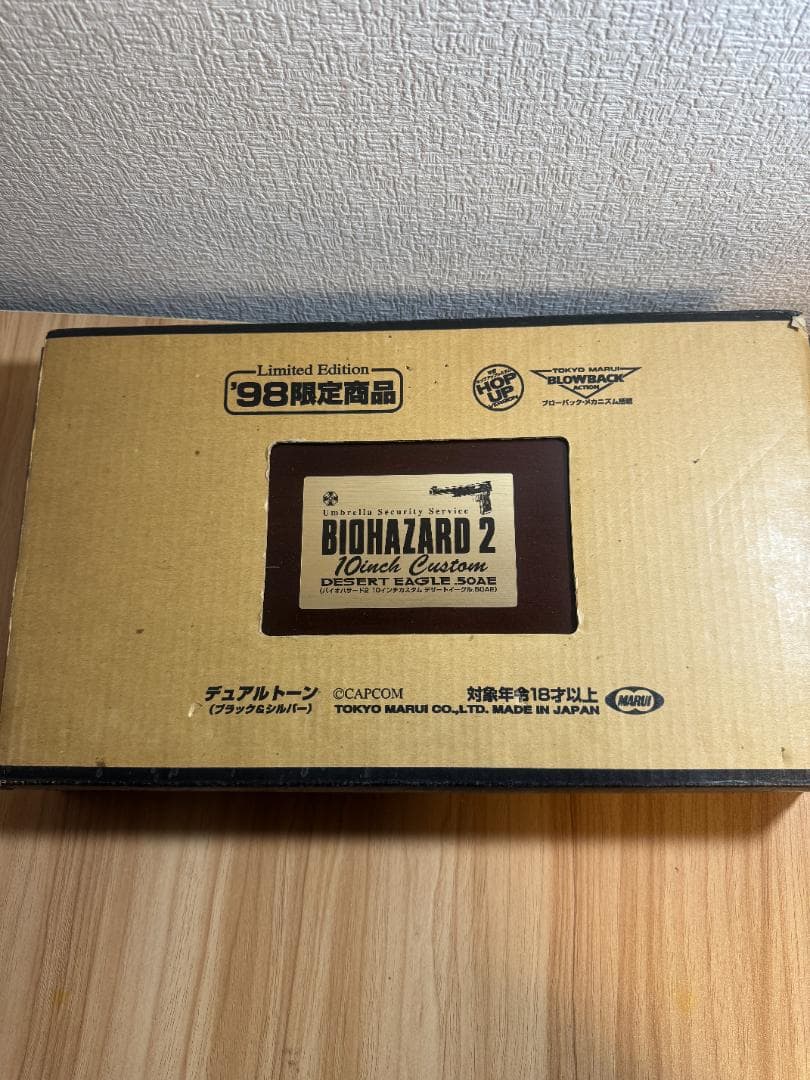 Limited Edition
'98限定商品
HOP
UP
TOKYO MARUI
BLOWBACK
ACTION
ブローバック・メカニズム搭載
Umbrella Security Service
BIOHAZARD 2
10inch Custom
DESERT EAGLE .50AE
(バイオハザード2 10インチカスタム デザートイーグル.50AE)
デュアルトーン
(ブラック&シルバー)
©CAPCOM
対象年令18才以上
TOKYO MARUI CO.,LTD. MADE IN JAPAN
MARUI